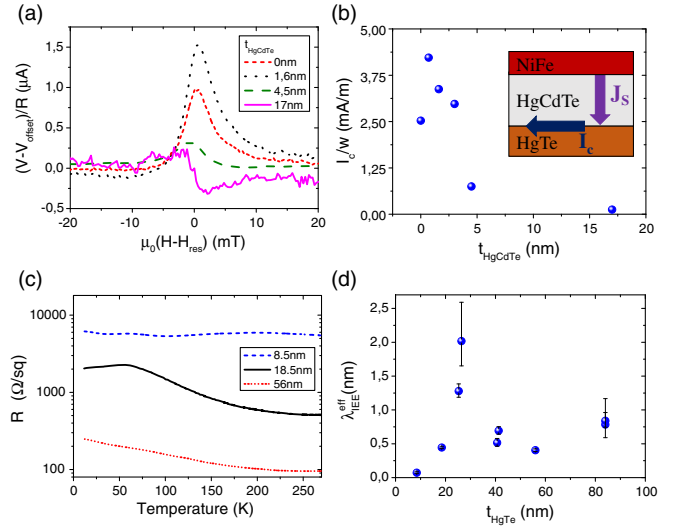 (a)
(V-V_offset)/R (µA)
1,5
1,0
0,5
0,0
-0,5
-20
-10
0
10
20
µ₀(H-H_res) (mT)
t_HgCdTe
0nm
1,6nm
4,5nm
17nm
(b)
I_c/w (mA/m)
5,00
3,75
2,50
1,25
0,00
0
5
10
15
20
t_HgCdTe (nm)
NiFe
HgCdTe
J_S
HgTe
I_c
(c)
R (Ω/sq)
10000
1000
100
0
50
100
150
200
250
Temperature (K)
8.5nm
18.5nm
56nm
(d)
λ_IEE^eff(nm)
2,5
2,0
1,5
1,0
0,5
0,0
0
20
40
60
80
100
t_HgTe (nm)